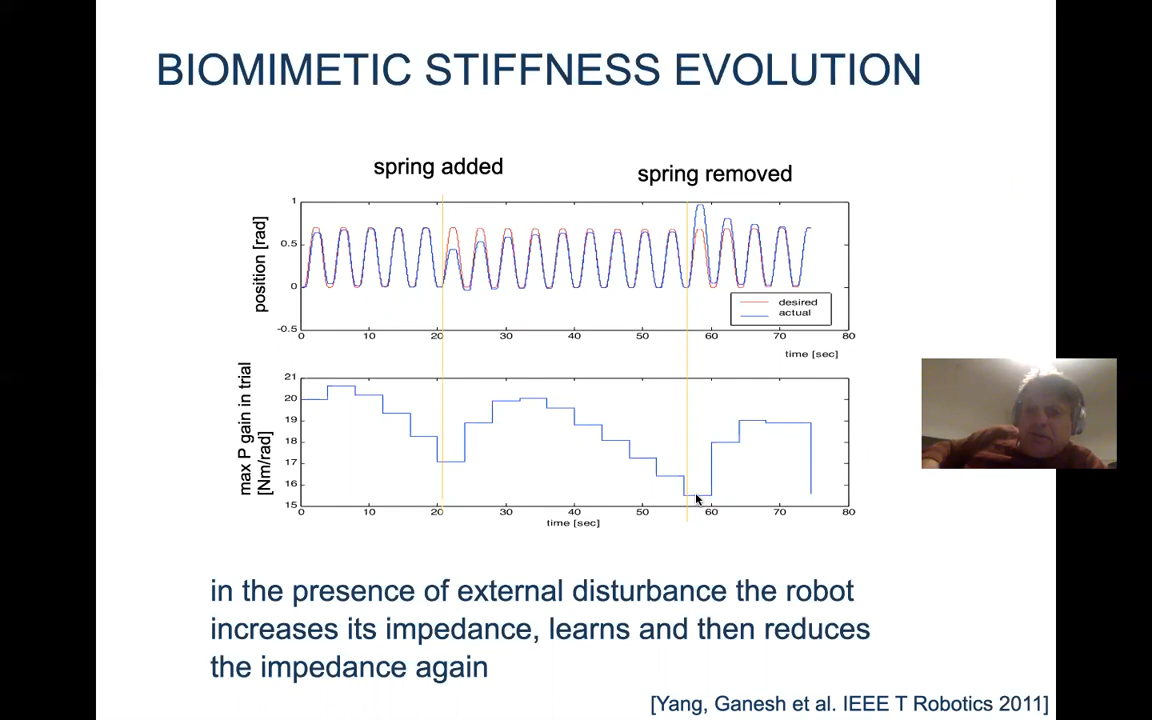 BIOMIMETIC STIFFNESS EVOLUTION
spring added
spring removed
position [rad]
1
0.5
0
-0.5
desired
actual
0 10 20 30 40 50 60 70 80
time [sec]
max P gain in trial
[Nm/rad]
21
20
19
18
17
16
15
0 10 20 30 40 50 60 70 80
time [sec]
in the presence of external disturbance the robot
increases its impedance, learns and then reduces
the impedance again
[Yang, Ganesh et al. IEEE T Robotics 2011]